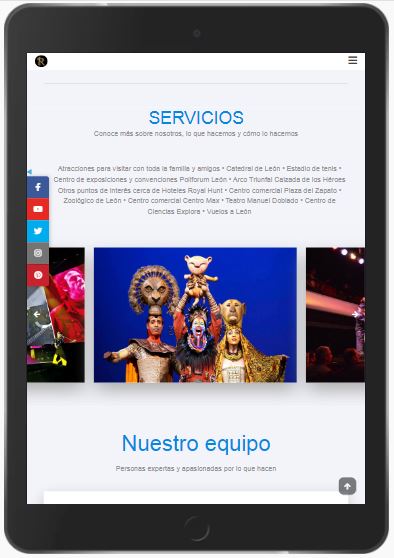 R
SERVICIOS
Conoce más sobre nosotros, lo que hacemos y cómo lo hacemos
Atracciones para visitar con toda la familia y amigos • Catedral de León • Estadio de tenis •
Centro de exposiciones y convenciones Poliforum León • Arco Triunfal Calzada de los Héroes
Otros puntos de interés cerca de Hoteles Royal Hunt • Centro comercial Plaza del Zapato •
Zoológico de León • Centro comercial Centro Max • Teatro Manuel Doblado • Centro de
Ciencias Explora • Vuelos a León
Nuestro equipo
Personas expertas y apasionadas por lo que hacen